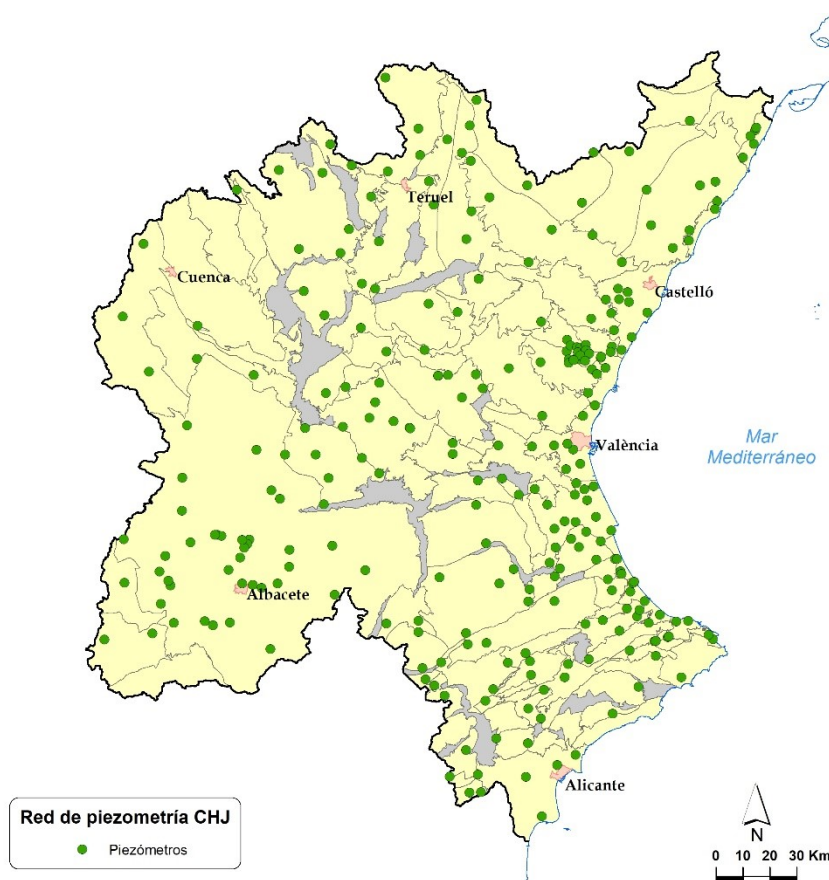 Teruel
Cuenca
Castelló
València
Mar
Mediterráneo
Albacete
Alicante
Red de piezometría CHJ
Piezómetros
N
0 10 20 30 Km